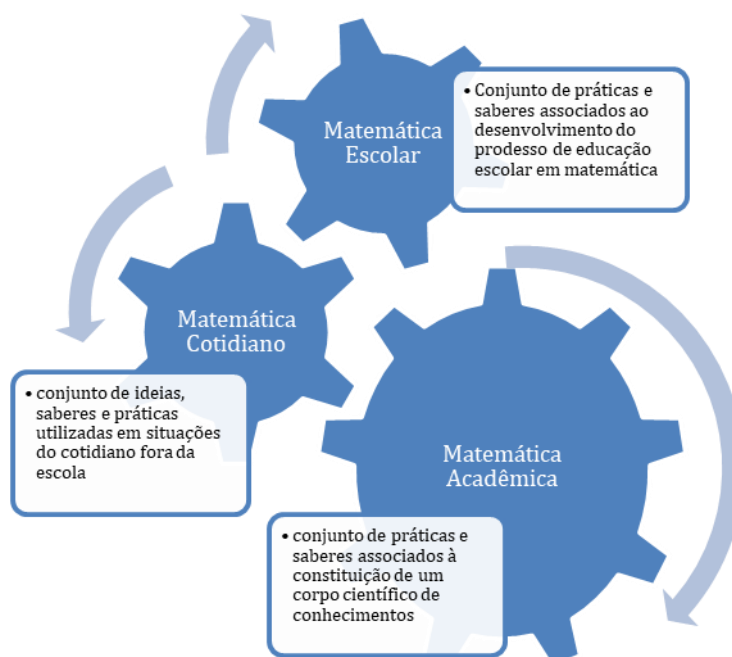 Matemática
Escolar
• Conjunto de práticas e
saberes associados ao
desenvolvimento do
prodesso de educação
escolar em matemática
Matemática
Cotidiano
• conjunto de ideias,
saberes e práticas
utilizadas em situações
do cotidiano fora da
escola
Matemática
Acadêmica
• conjunto de práticas e
saberes associados à
constituição de um
corpo científico de
conhecimentos